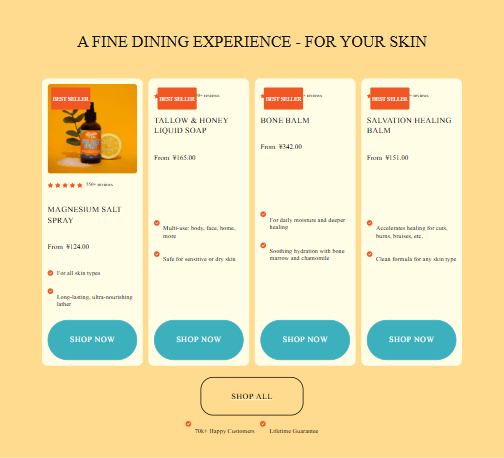 A FINE DINING EXPERIENCE - FOR YOUR SKIN
BEST SELLER
350+ reviews
MAGNESIUM SALT
SPRAY
From ¥124.00
For all skin types
Long-lasting, ultra-nourishing
lather
SHOP NOW
BEST SELLER
reviews
TALLOW & HONEY
LIQUID SOAP
From ¥165.00
Multi-use: body, face, home,
more
Safe for sensitive or dry skin
SHOP NOW
BEST SELLER
reviews
BONE BALM
From ¥342.00
For daily moisture and deeper
healing
Soothing hydration with bone
marrow and chamomile
SHOP NOW
BEST SELLER
reviews
SALVATION HEALING
BALM
From ¥151.00
Accelerates healing for cuts,
burns, bruises, etc.
Clean formula for any skin type
SHOP NOW
SHOP ALL
70k+ Happy Customers
Lifetime Guarantee